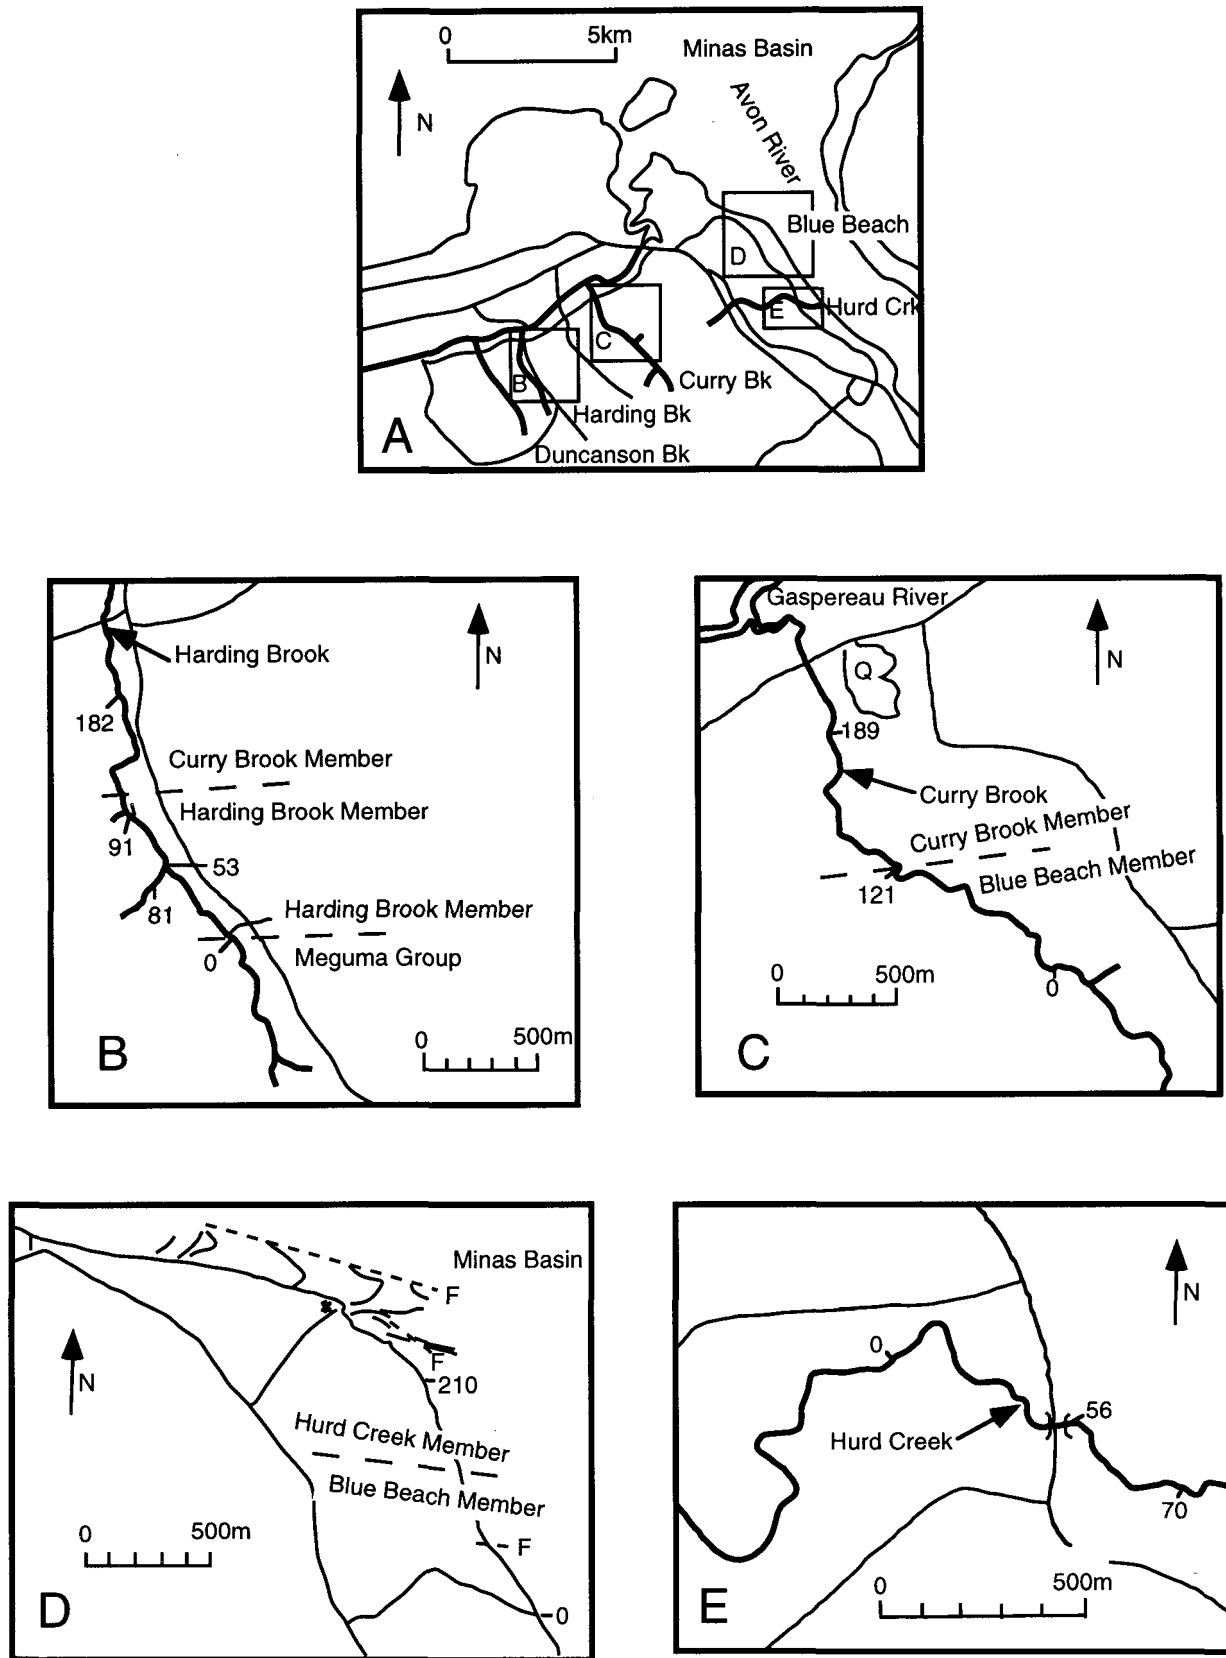 0 5km
Minas Basin
N
Avon River
Blue Beach
D
Hurd Crk
E
C
B
Curry Bk
Harding Bk
Duncanson Bk
A
Harding Brook
N
182
Curry Brook Member
Harding Brook Member
91
53
81
Harding Brook Member
0
Meguma Group
0 500m
B
Gaspereau River
N
Q
189
Curry Brook
Curry Brook Member
121
Blue Beach Member
0 500m
0
C
Minas Basin
F
N
F
210
Hurd Creek Member
Blue Beach Member
0 500m
F
0
D
N
0
56
Hurd Creek
70
0 500m
E